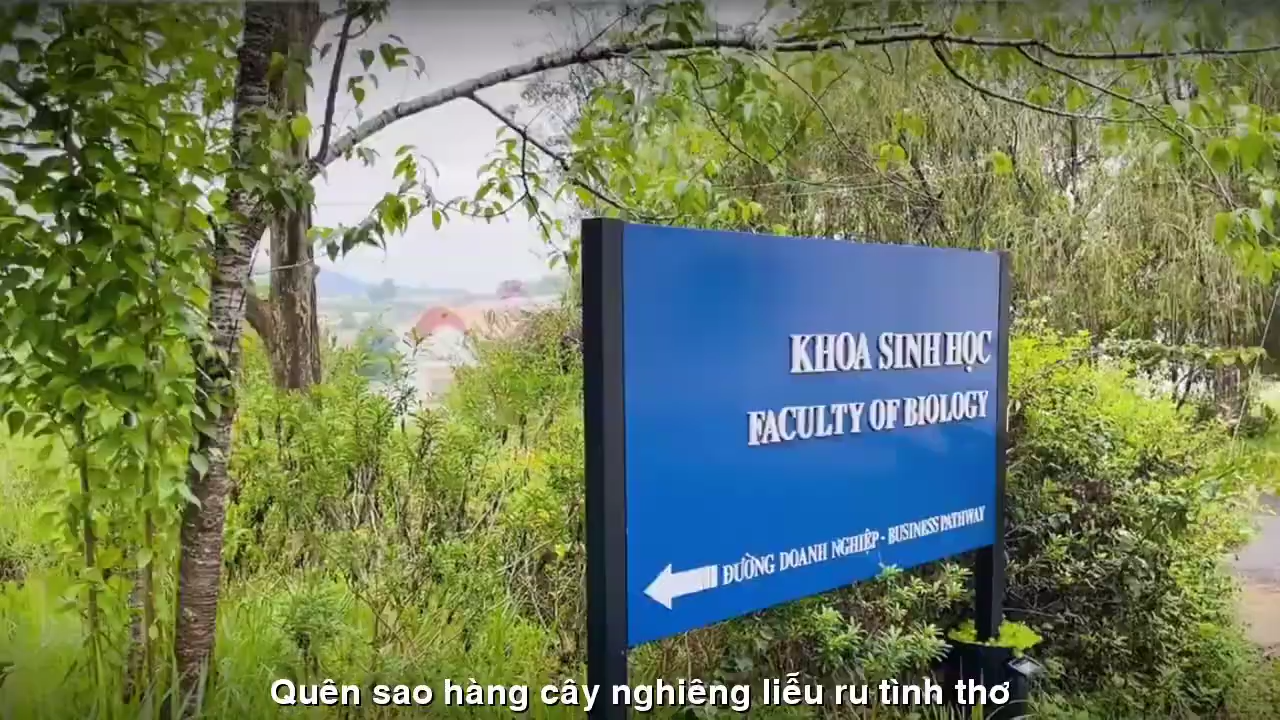 KHOA SINH HỌC
FACULTY OF BIOLOGY
ĐƯỜNG DOANH NGHIỆP - BUSINESS PATHWAY
Quên sao hàng cây nghiêng liễu ru tình thơ